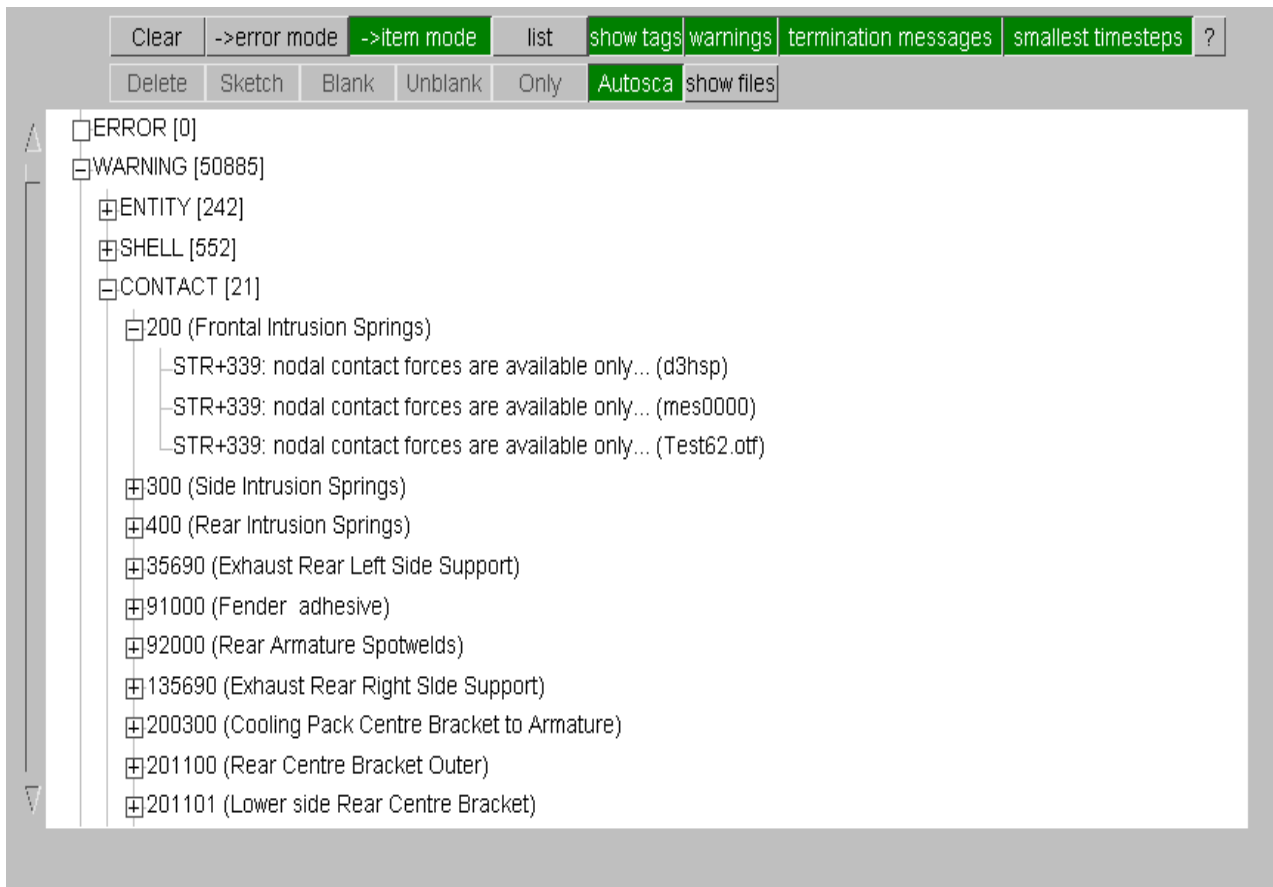 Clear ->error mode ->item mode list show tags warnings termination messages smallest timesteps ?
Delete Sketch Blank Unblank Only Autosca show files
ERROR [0]
WARNING [50885]
ENTITY [242]
SHELL [552]
CONTACT [21]
200 (Frontal Intrusion Springs)
STR+339: nodal contact forces are available only... (d3hsp)
STR+339: nodal contact forces are available only... (mes0000)
STR+339: nodal contact forces are available only... (Test62.otf)
300 (Side Intrusion Springs)
400 (Rear Intrusion Springs)
35690 (Exhaust Rear Left Side Support)
91000 (Fender  adhesive)
92000 (Rear Armature Spotwelds)
135690 (Exhaust Rear Right SIde Support)
200300 (Cooling Pack Centre Bracket to Armature)
201100 (Rear Centre Bracket Outer)
201101 (Lower side Rear Centre Bracket)